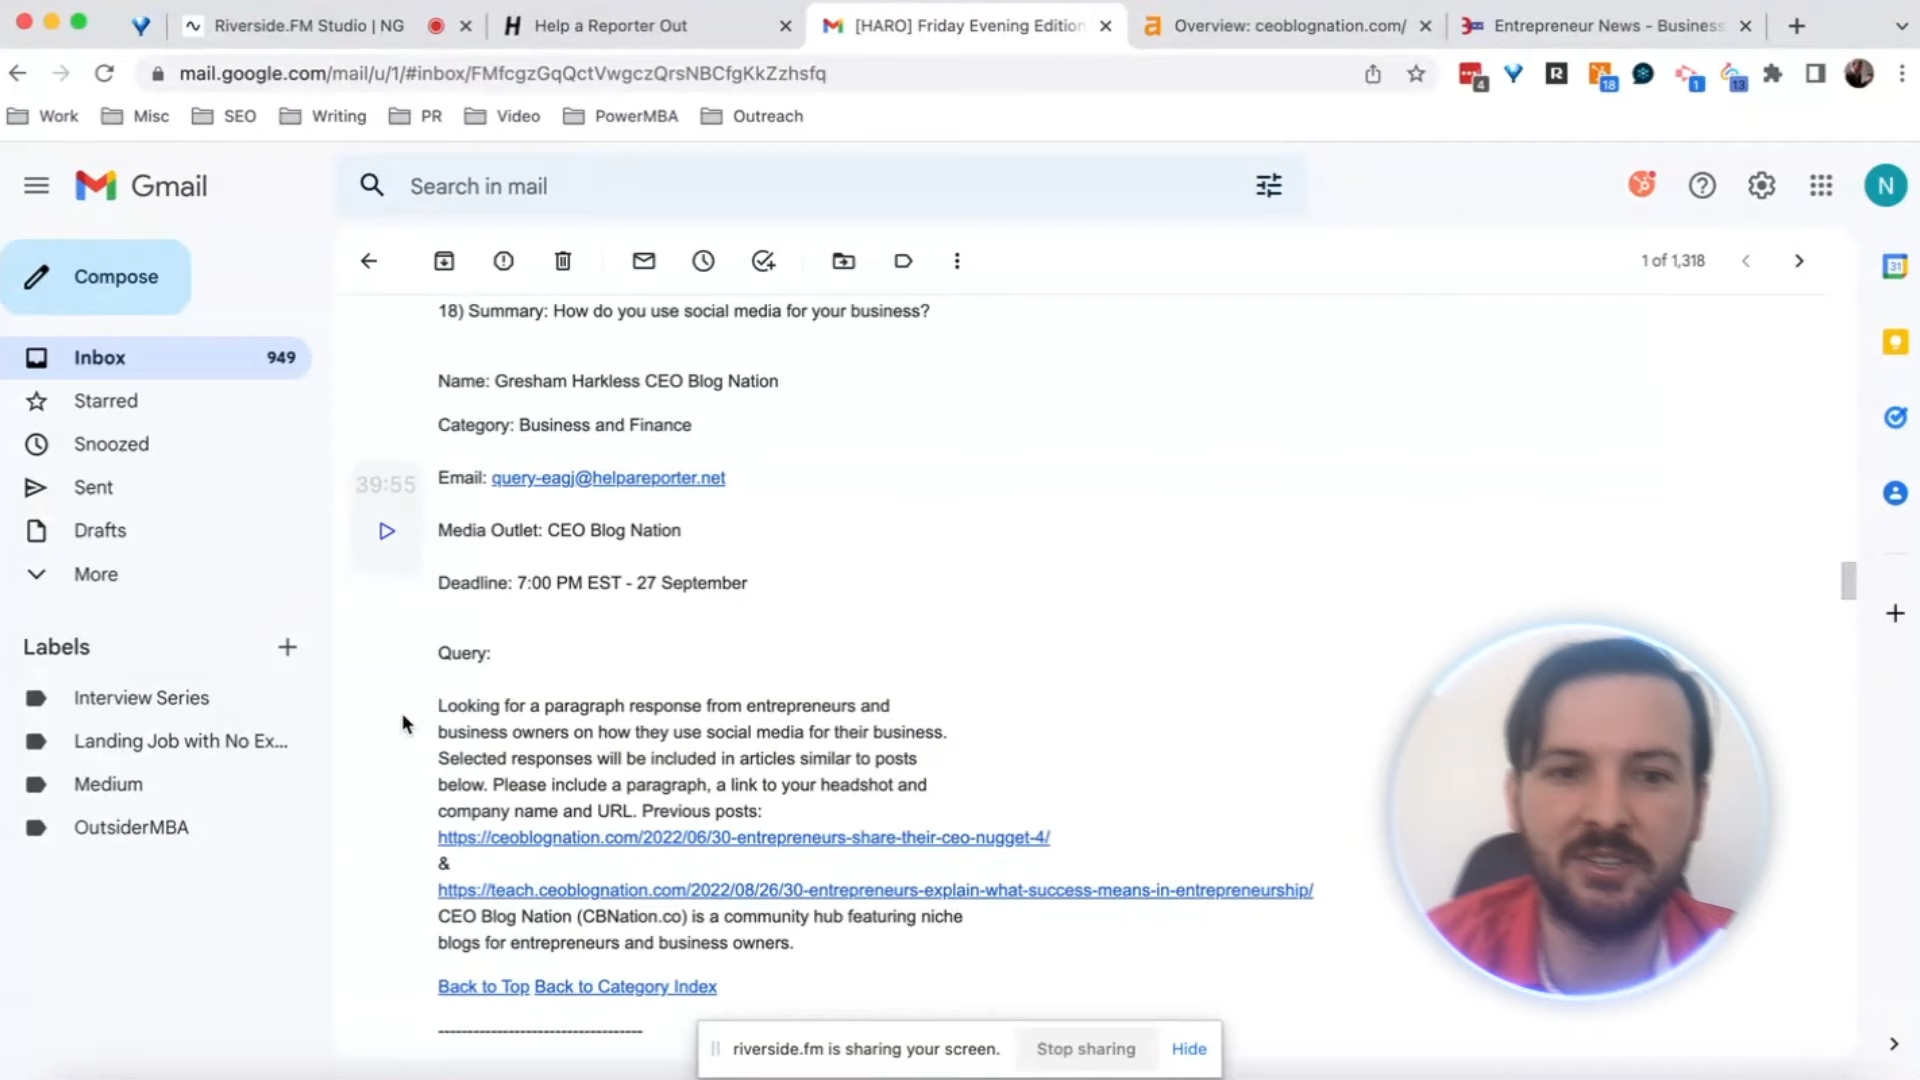 Riverside.FM Studio | NG
Help a Reporter Out
[HARO] Friday Evening Edition
Overview: ceoblognation.com/
Entrepreneur News - Business
mail.google.com/mail/u/1/#inbox/FMfcgzGqQctVwgczQrsNBCfgKkZzhsfq
4
18
1
13
Work
Misc
SEO
Writing
PR
Video
PowerMBA
Outreach
Gmail
Search in mail
N
Compose
1 of 1,318
31
Inbox
949
Starred
Snoozed
Sent
Drafts
More
Labels
Interview Series
Landing Job with No Ex...
Medium
OutsiderMBA
18) Summary: How do you use social media for your business?
Name: Gresham Harkless CEO Blog Nation
Category: Business and Finance
39:55
Email: query-eagj@helpareporter.net
Media Outlet: CEO Blog Nation
Deadline: 7:00 PM EST - 27 September
Query:
Looking for a paragraph response from entrepreneurs and
business owners on how they use social media for their business.
Selected responses will be included in articles similar to posts
below. Please include a paragraph, a link to your headshot and
company name and URL. Previous posts:
https://ceoblognation.com/2022/06/30-entrepreneurs-share-their-ceo-nugget-4/
&
https://teach.ceoblognation.com/2022/08/26/30-entrepreneurs-explain-what-success-means-in-entrepreneurship/
CEO Blog Nation (CBNation.co) is a community hub featuring niche
blogs for entrepreneurs and business owners.
Back to Top Back to Category Index
-----------------------------------
riverside.fm is sharing your screen.
Stop sharing
Hide